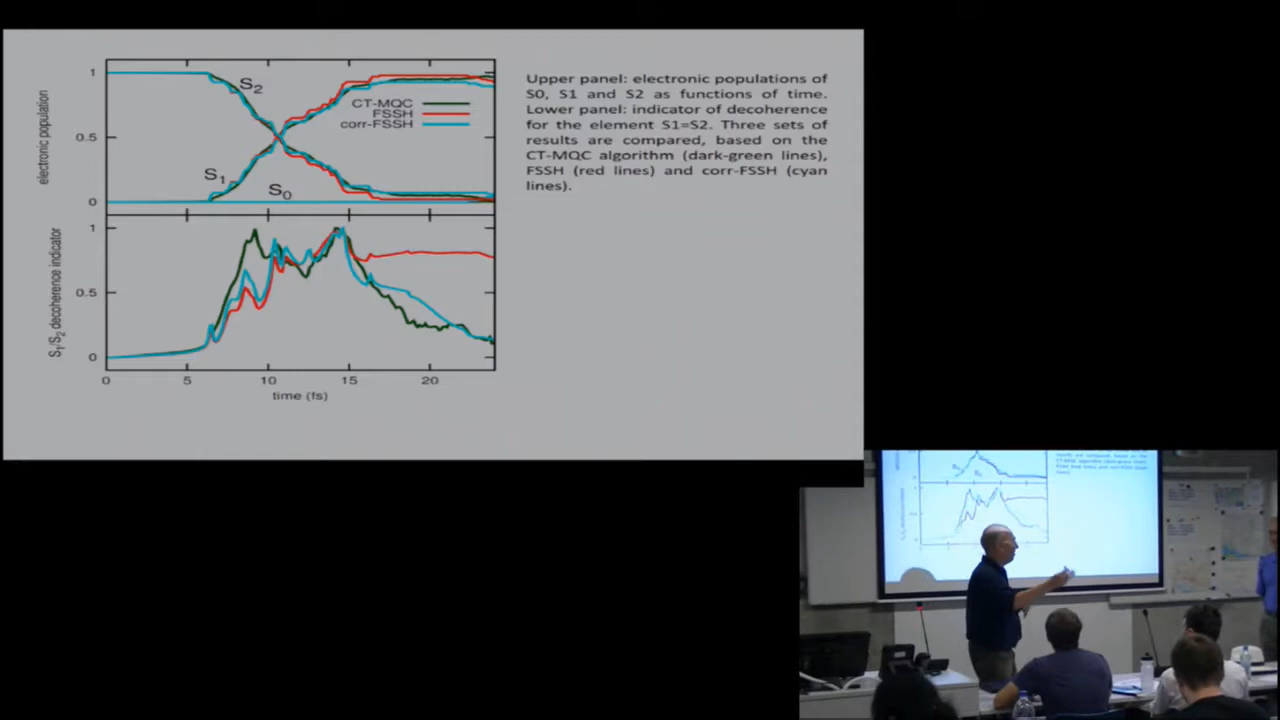 1
S2
CT-MQC
FSSH
corr-FSSH
0.5
electronic population
S1
S0
0
1
0.5
S1/S2 decoherence indicator
0
0 5 10 15 20
time (fs)
Upper panel: electronic populations of
S0, S1 and S2 as functions of time.
Lower panel: indicator of decoherence
for the element S1=S2. Three sets of
results are compared, based on the
CT-MQC algorithm (dark-green lines),
FSSH (red lines) and corr-FSSH (cyan
lines).